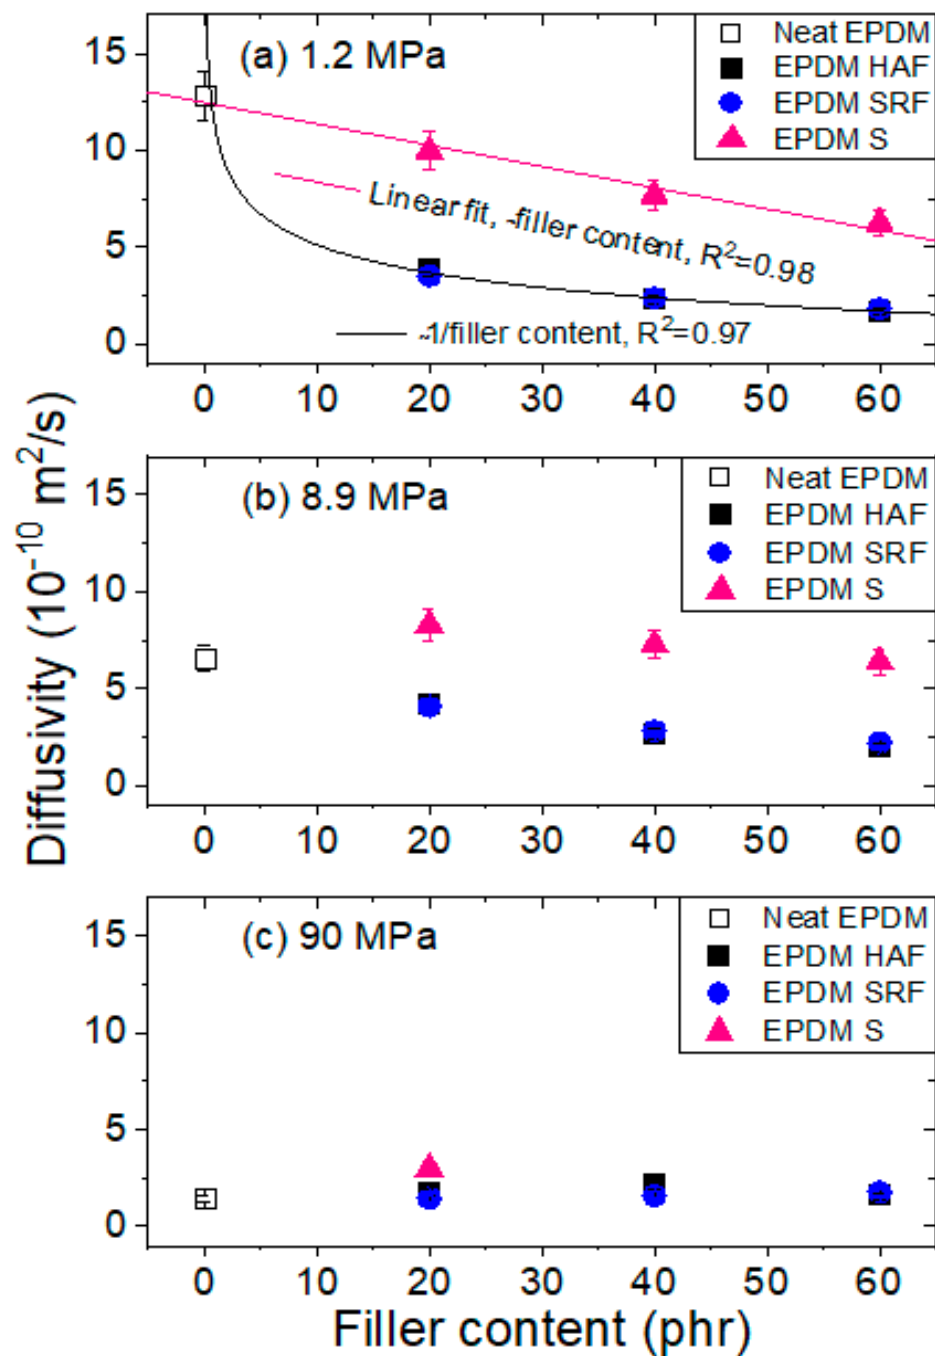 (a) 1.2 MPa
Neat EPDM
EPDM HAF
EPDM SRF
EPDM S
15
10
5
0
Linear fit, -filler content, R²=0.98
~1/filler content, R²=0.97
0 10 20 30 40 50 60
(b) 8.9 MPa
Neat EPDM
EPDM HAF
EPDM SRF
EPDM S
15
10
5
0
0 10 20 30 40 50 60
Diffusivity (10⁻¹⁰ m²/s)
(c) 90 MPa
Neat EPDM
EPDM HAF
EPDM SRF
EPDM S
15
10
5
0
0 10 20 30 40 50 60
Filler content (phr)